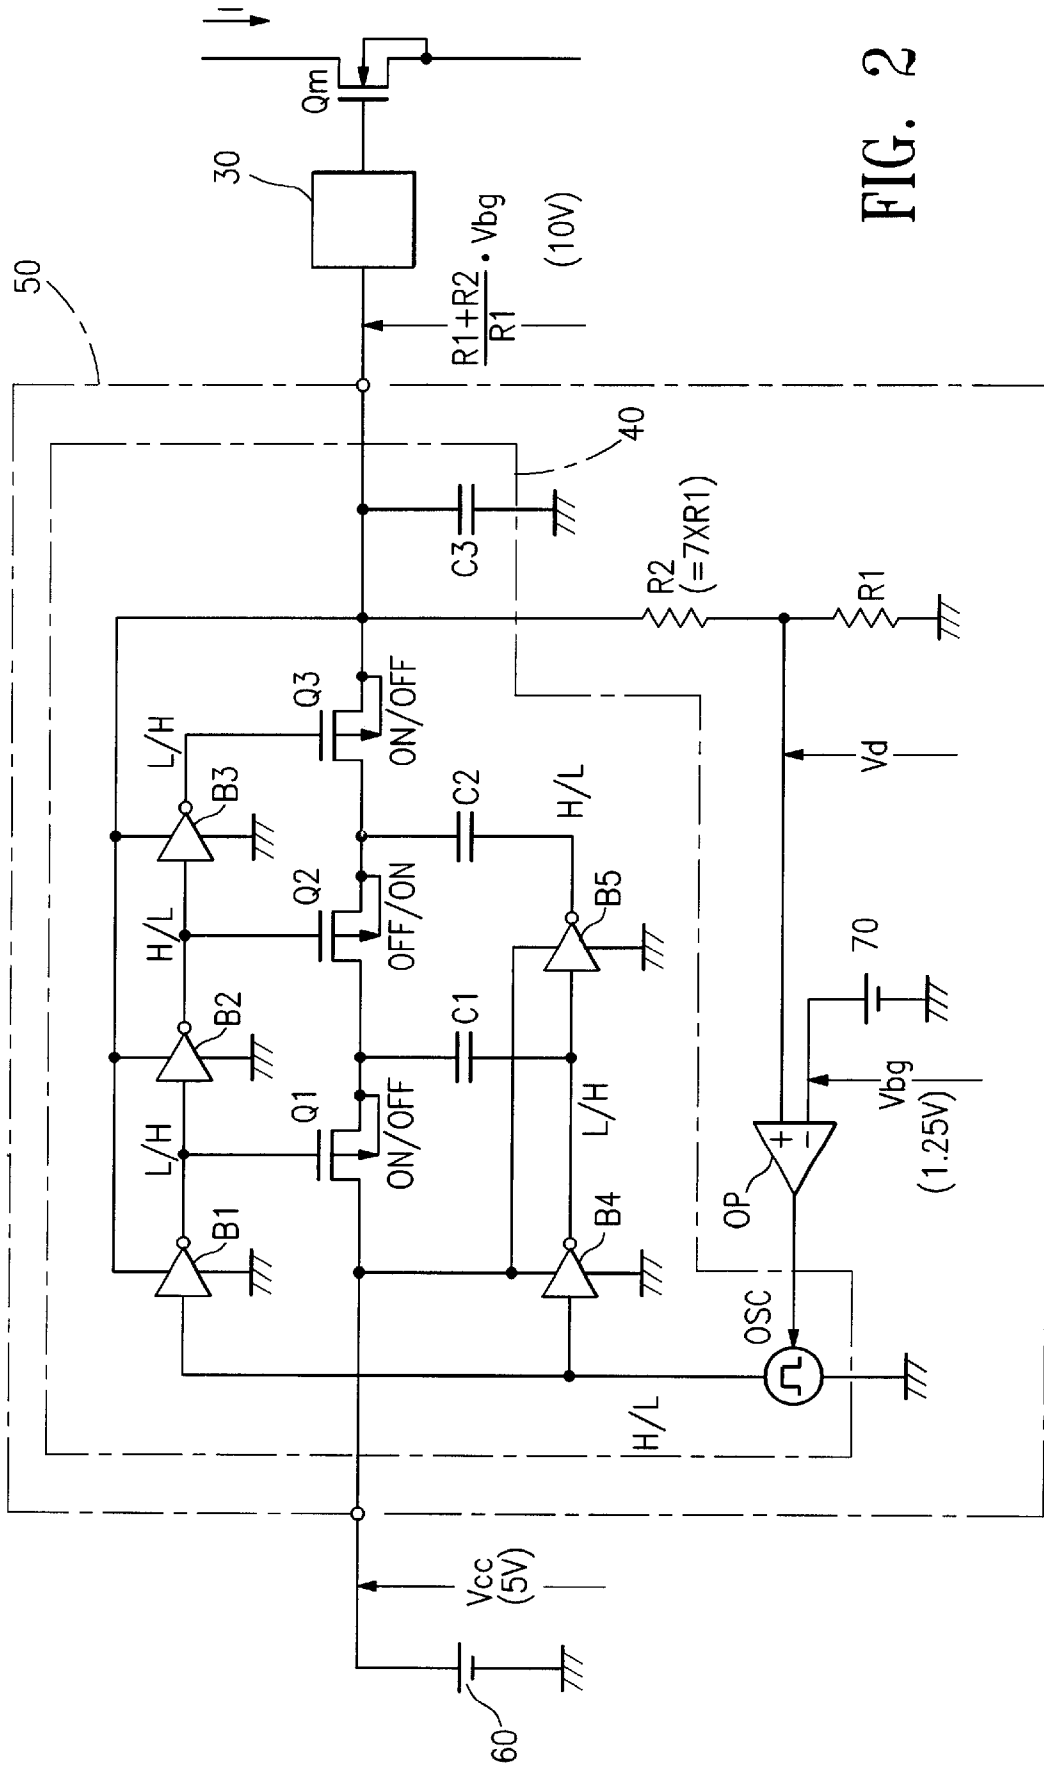 50
40
30
Qm
I
L/H
H/L
L/H
B1
B2
B3
Q1
Q2
Q3
ON/OFF
OFF/ON
ON/OFF
C1
C2
C3
L/H
H/L
B4
B5
H/L
Vcc
(5V)
60
R1+R2
R1
· Vbg
(10V)
R2
(=7XR1)
R1
Vd
OSC
OP
+
−
Vbg
(1.25V)
70
FIG. 2